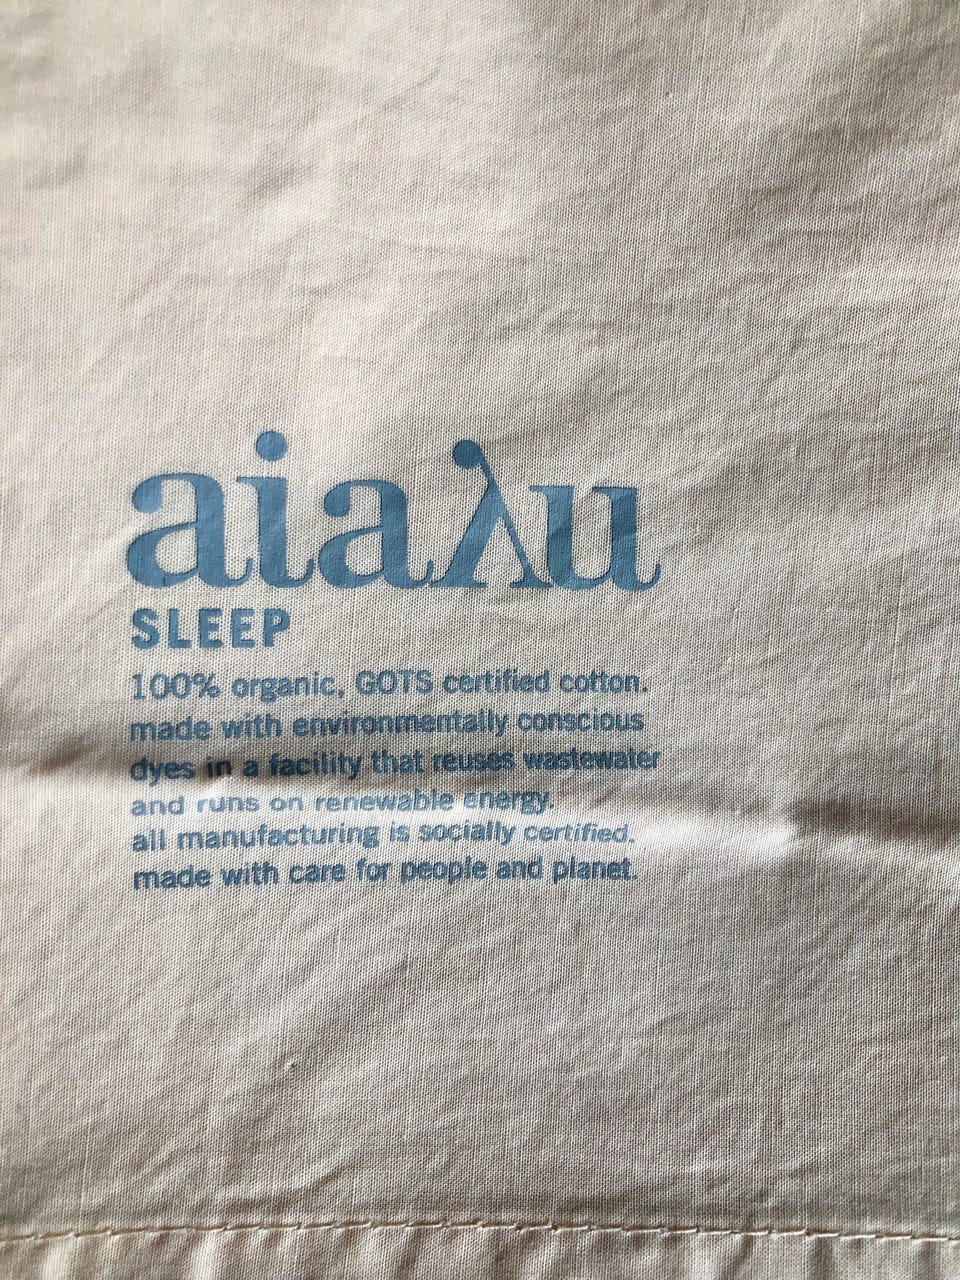 aiaλu
SLEEP
100% organic, GOTS certified cotton.
made with environmentally conscious
dyes in a facility that reuses wastewater
and runs on renewable energy.
all manufacturing is socially certified.
made with care for people and planet.